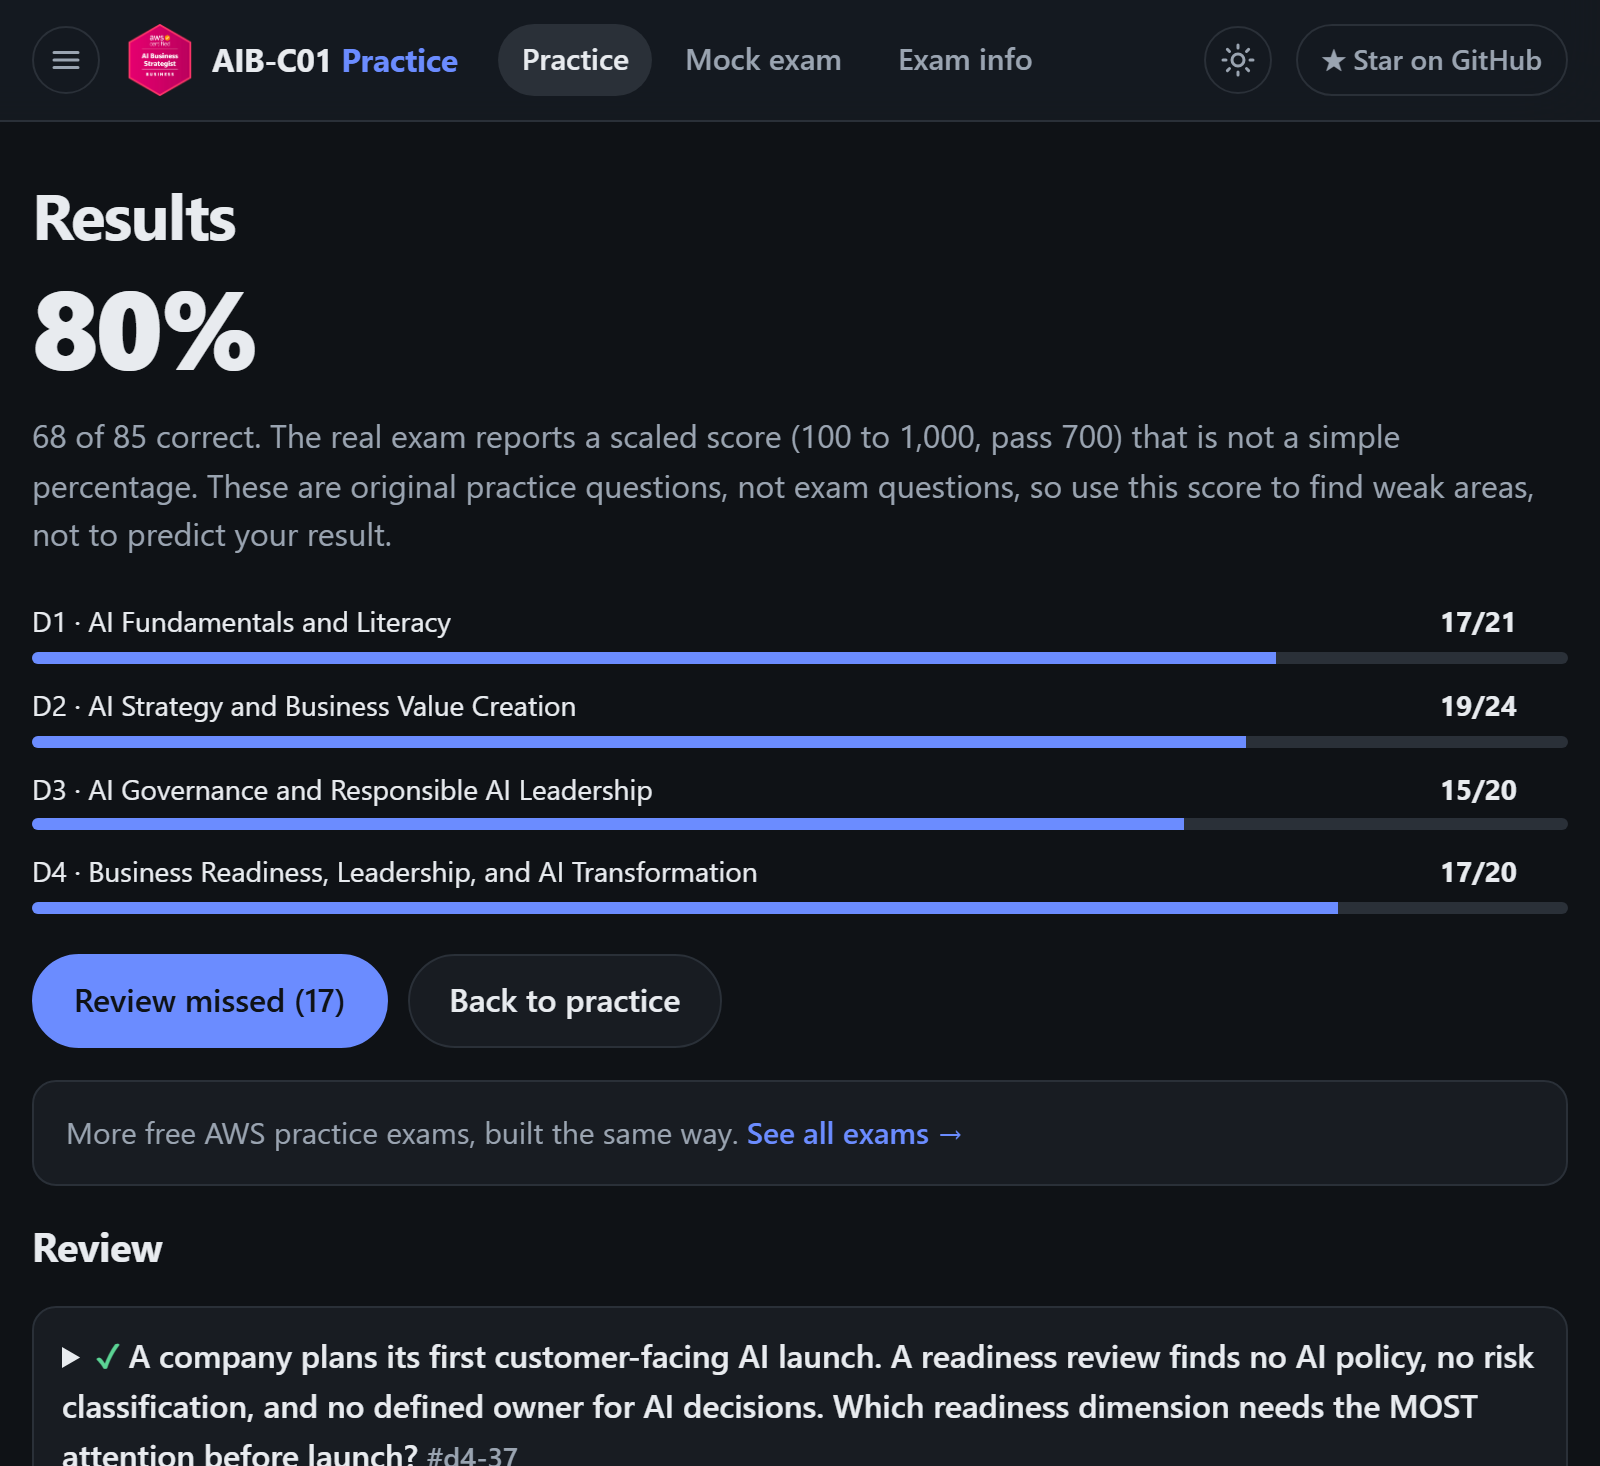 aws
certified
AI Business
Strategist
BUSINESS
AIB-C01 Practice
Practice
Mock exam
Exam info
★ Star on GitHub
Results
80%
68 of 85 correct. The real exam reports a scaled score (100 to 1,000, pass 700) that is not a simple
percentage. These are original practice questions, not exam questions, so use this score to find weak areas,
not to predict your result.
D1 · AI Fundamentals and Literacy 17/21
D2 · AI Strategy and Business Value Creation 19/24
D3 · AI Governance and Responsible AI Leadership 15/20
D4 · Business Readiness, Leadership, and AI Transformation 17/20
Review missed (17)
Back to practice
More free AWS practice exams, built the same way. See all exams →
Review
▶ ✓ A company plans its first customer-facing AI launch. A readiness review finds no AI policy, no risk
classification, and no defined owner for AI decisions. Which readiness dimension needs the MOST
attention before launch? #d4-37